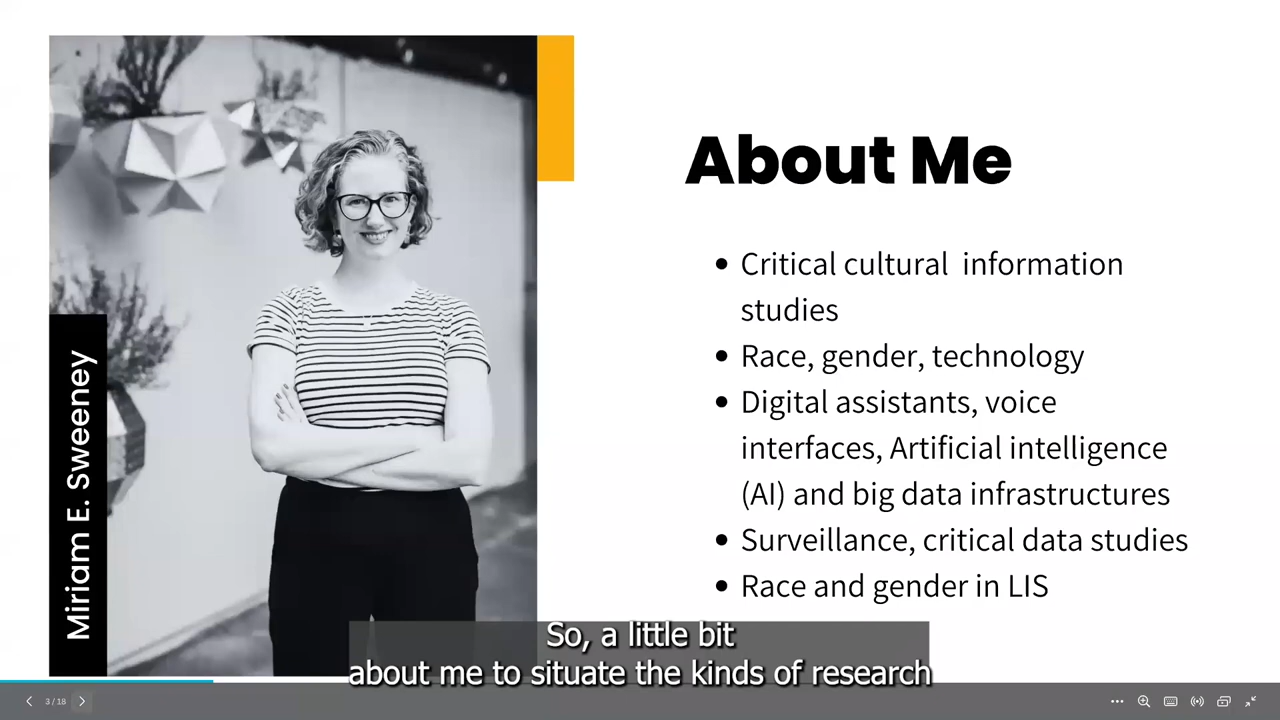 About Me
Critical cultural information
studies
Race, gender, technology
Digital assistants, voice
interfaces, Artificial intelligence
(AI) and big data infrastructures
Surveillance, critical data studies
Race and gender in LIS
Miriam E. Sweeney
So, a little bit
about me to situate the kinds of research
3 / 18